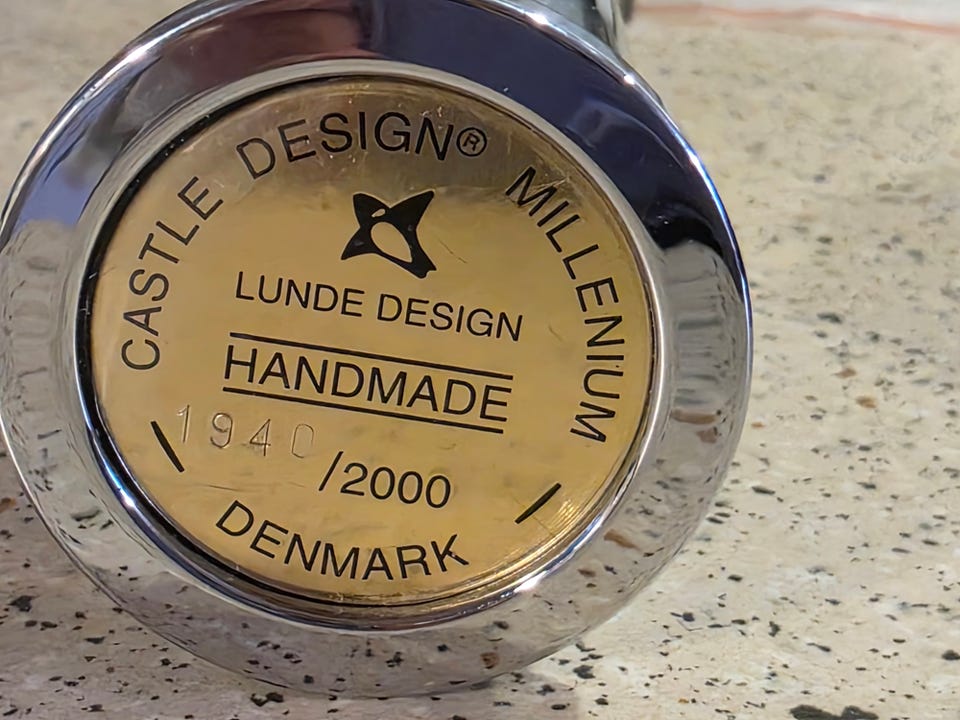 CASTLE DESIGN® MILLENIUM
LUNDE DESIGN
HANDMADE
1940/2000
DENMARK